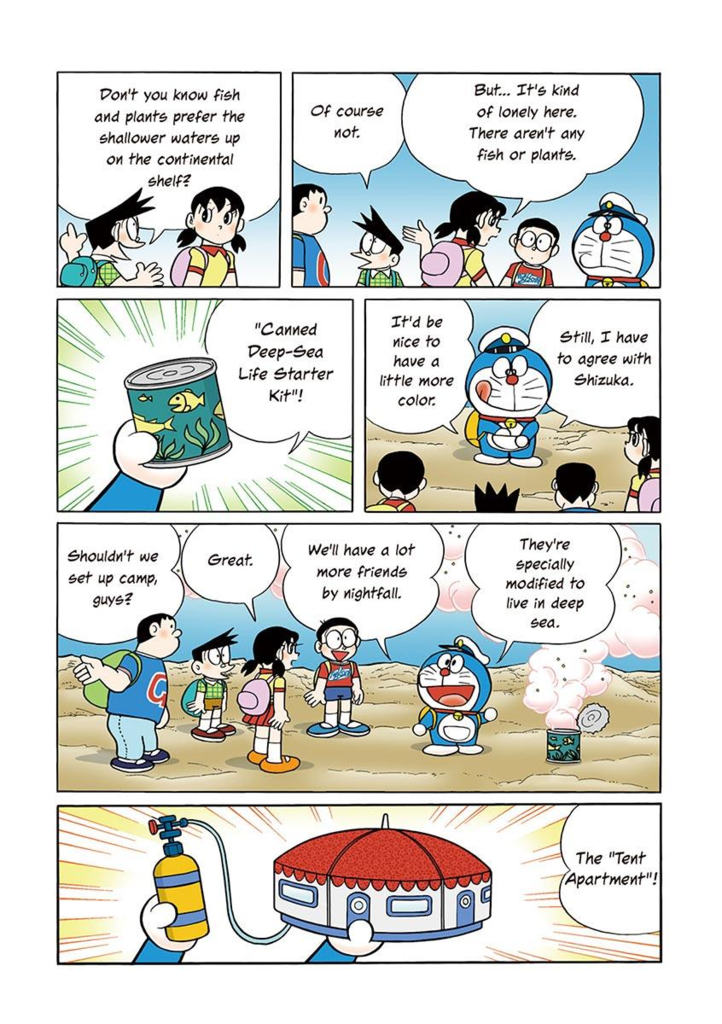 But... It's kind
of lonely here.
There aren't any
fish or plants.
Of course
not.
Don't you know fish
and plants prefer the
shallower waters up
on the continental
shelf?
Still, I have
to agree with
Shizuka.
It'd be
nice to
have a
little more
color.
"Canned
Deep-Sea
Life Starter
Kit"!
They're
specially
modified to
live in deep
sea.
We'll have a lot
more friends
by nightfall.
Great.
Shouldn't we
set up camp,
guys?
C
The "Tent
Apartment"!